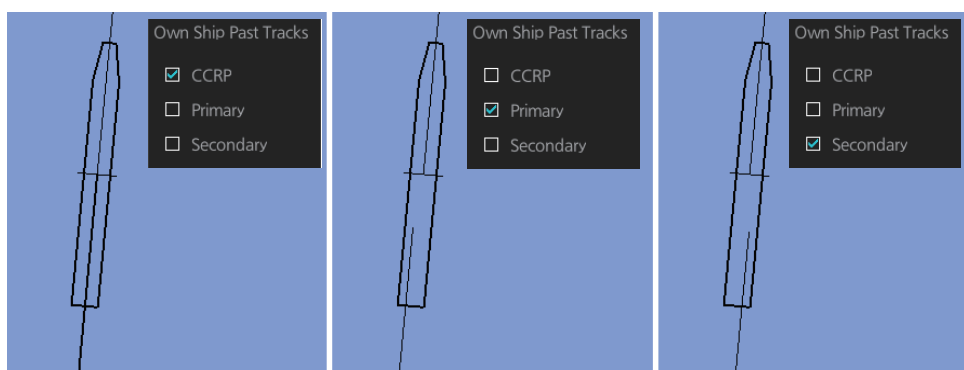 Own Ship Past Tracks
CCRP
Primary
Secondary
Own Ship Past Tracks
CCRP
Primary
Secondary
Own Ship Past Tracks
CCRP
Primary
Secondary